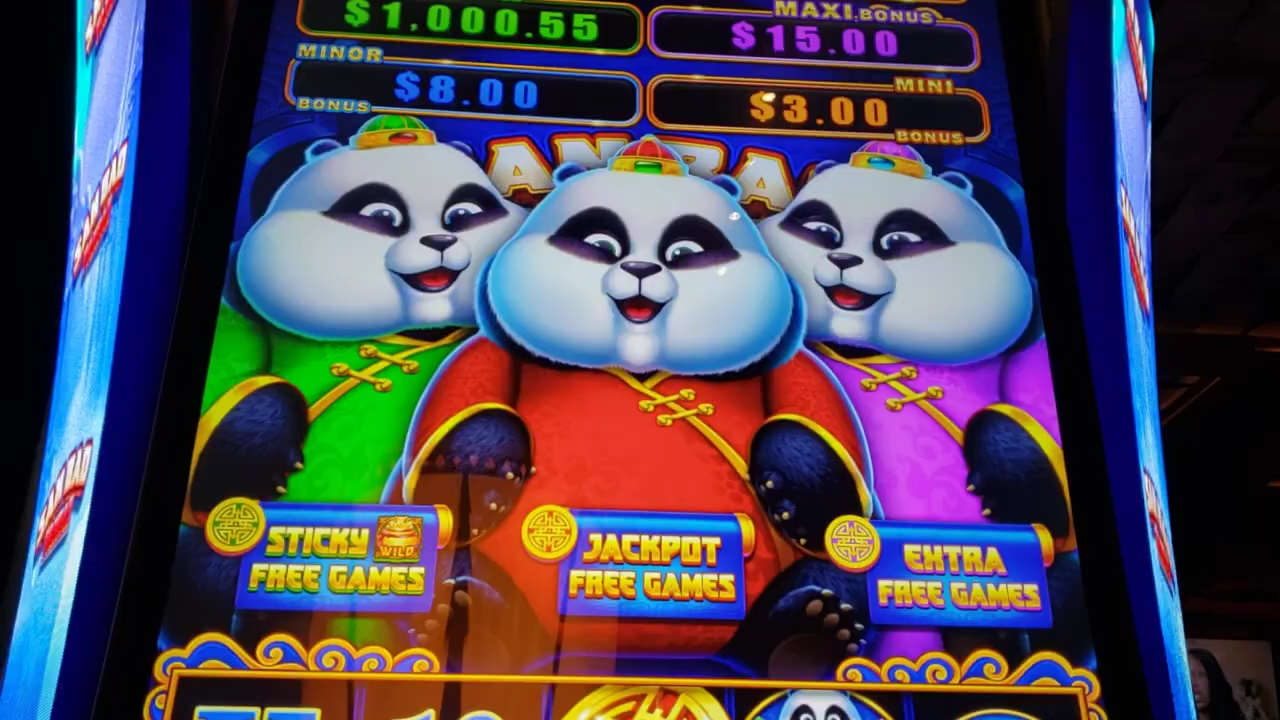 $1,000.55
MAXI BONUS
$15.00
MINOR
$8.00
BONUS
MINI
$3.00
BONUS
STICKY WILD
FREE GAMES
JACKPOT
FREE GAMES
EXTRA
FREE GAMES